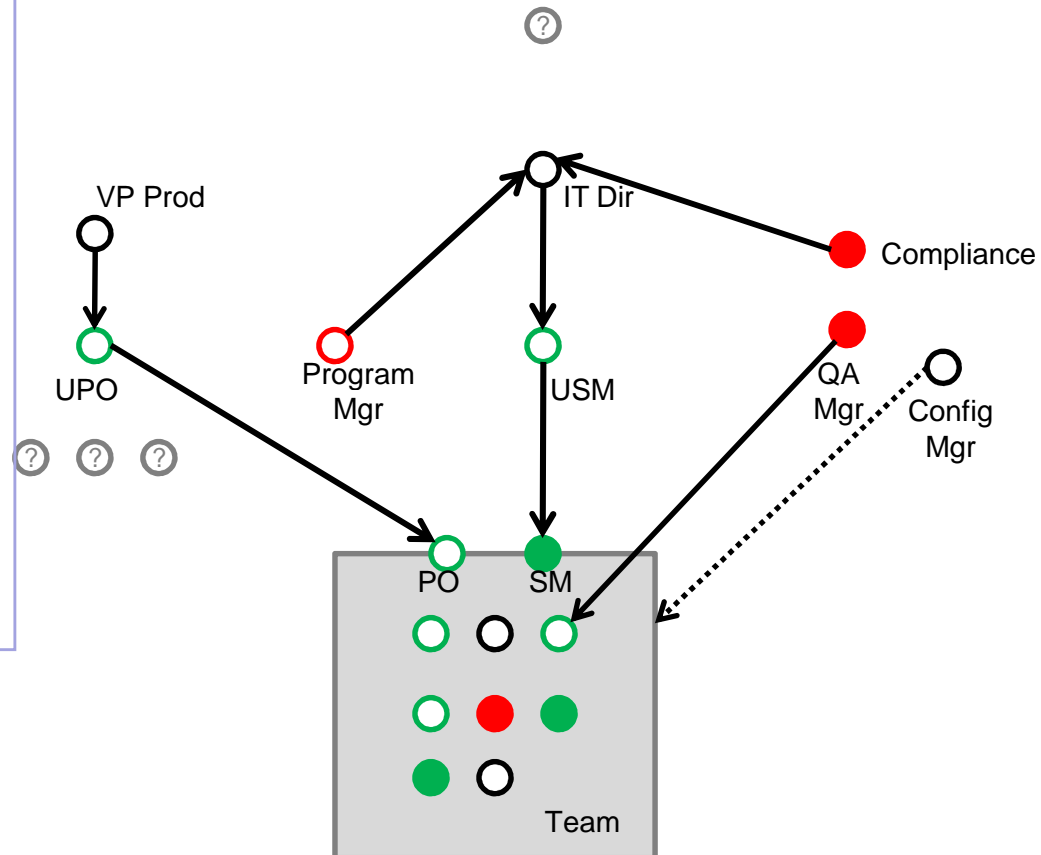 ?
VP Prod
IT Dir
Compliance
UPO
Program
Mgr
USM
QA
Mgr
Config
Mgr
? ? ?
PO
SM
Team